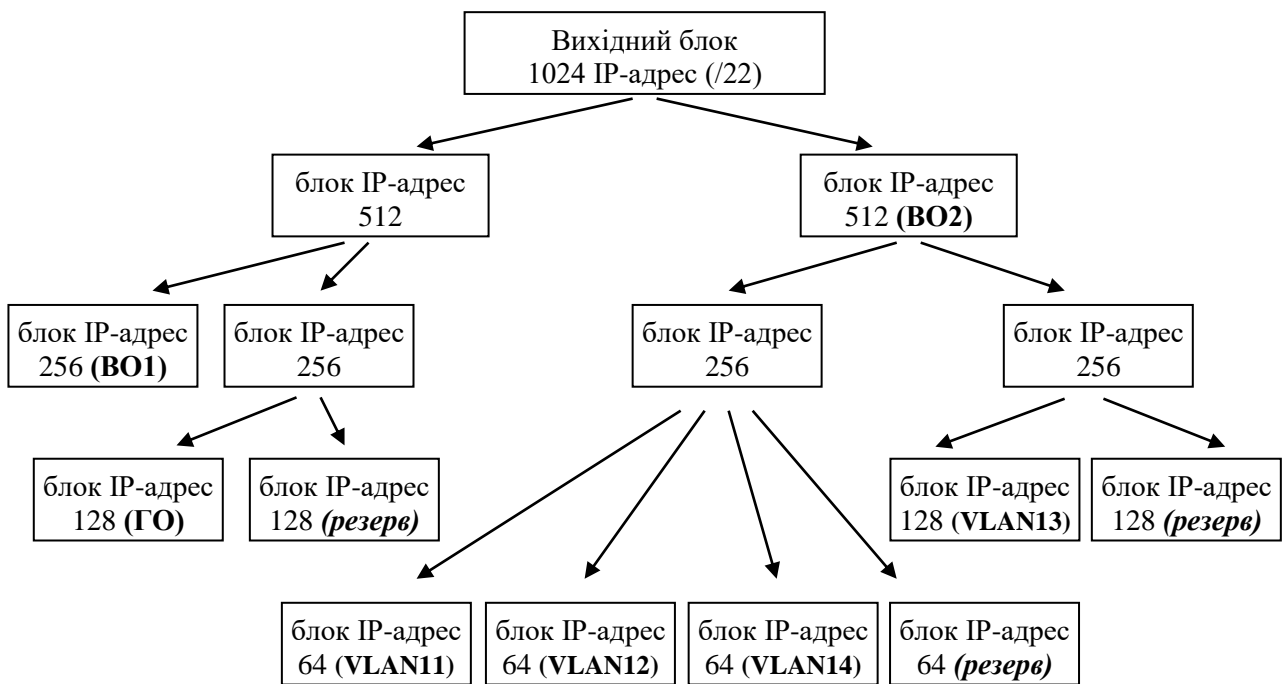 Вихідний блок
1024 IP-адрес (/22)
блок IP-адрес
512
блок IP-адрес
512 (ВО2)
блок IP-адрес
256 (ВО1)
блок IP-адрес
256
блок IP-адрес
256
блок IP-адрес
256
блок IP-адрес
128 (ГО)
блок IP-адрес
128 (резерв)
блок IP-адрес
128 (VLAN13)
блок IP-адрес
128 (резерв)
блок IP-адрес
64 (VLAN11)
блок IP-адрес
64 (VLAN12)
блок IP-адрес
64 (VLAN14)
блок IP-адрес
64 (резерв)